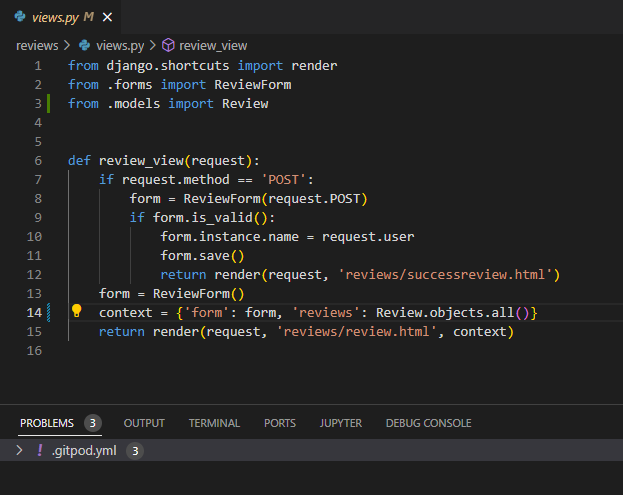 views.py M ×
reviews > views.py > review_view
1 from django.shortcuts import render
2 from .forms import ReviewForm
3 from .models import Review
4
5
6 def review_view(request):
7     if request.method == 'POST':
8         form = ReviewForm(request.POST)
9         if form.is_valid():
10             form.instance.name = request.user
11             form.save()
12             return render(request, 'reviews/successreview.html')
13     form = ReviewForm()
14     context = {'form': form, 'reviews': Review.objects.all()}
15     return render(request, 'reviews/review.html', context)
16
PROBLEMS 3 OUTPUT TERMINAL PORTS JUPYTER DEBUG CONSOLE
> ! .gitpod.yml 3